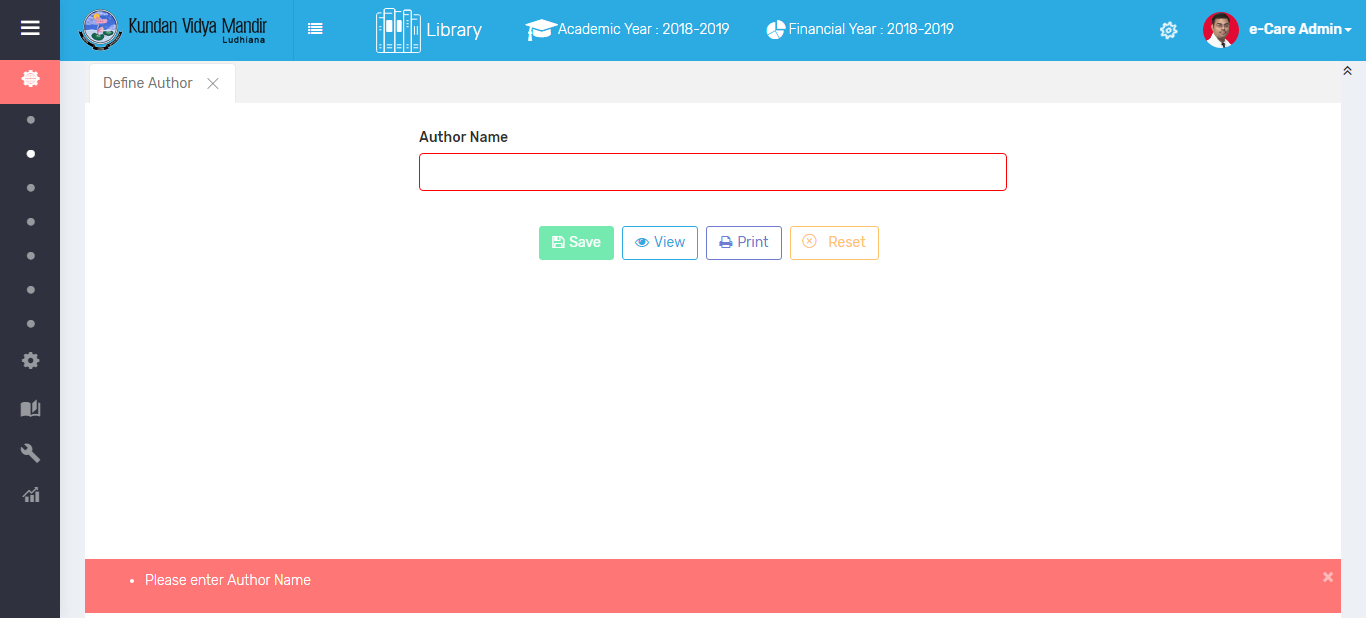 Kundan Vidya Mandir
Ludhiana
Library
Academic Year : 2018-2019
Financial Year : 2018-2019
e-Care Admin
Define Author
Author Name
Save
View
Print
Reset
Please enter Author Name